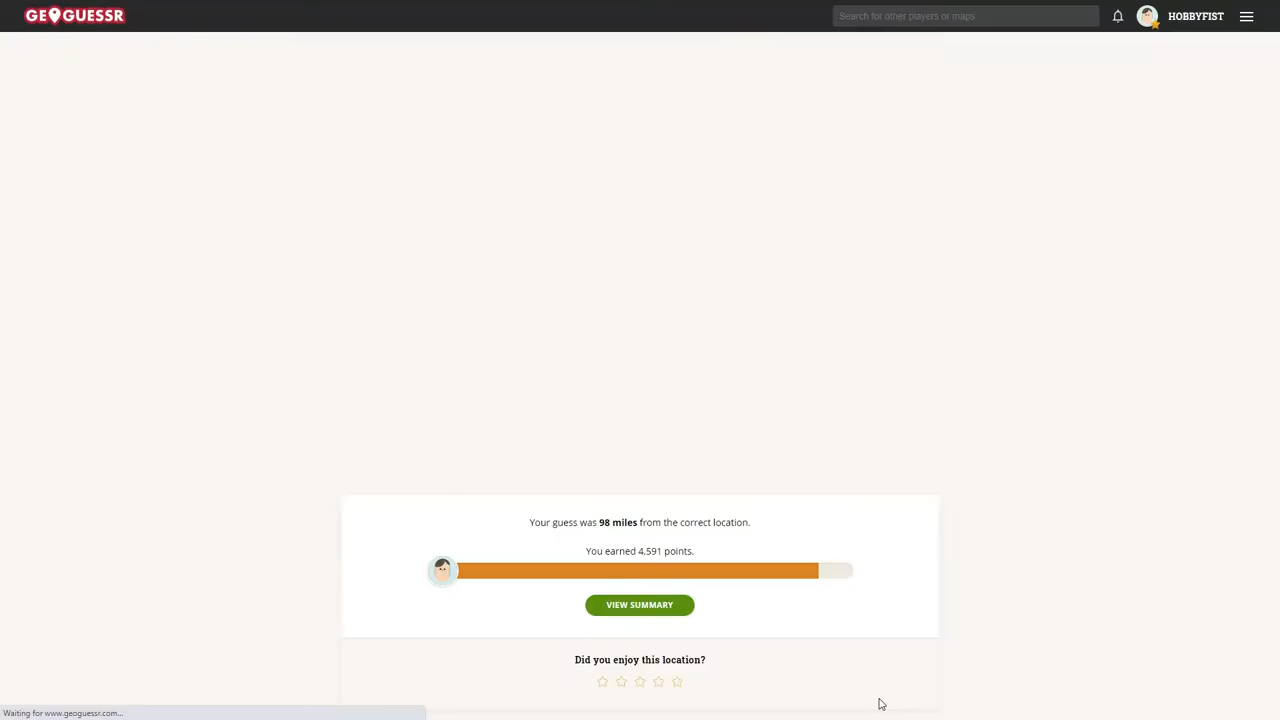 GEOGUESSR
Search for other players or maps
HOBBYFIST
Your guess was 98 miles from the correct location.
You earned 4,591 points.
VIEW SUMMARY
Did you enjoy this location?
Waiting for www.geoguessr.com...